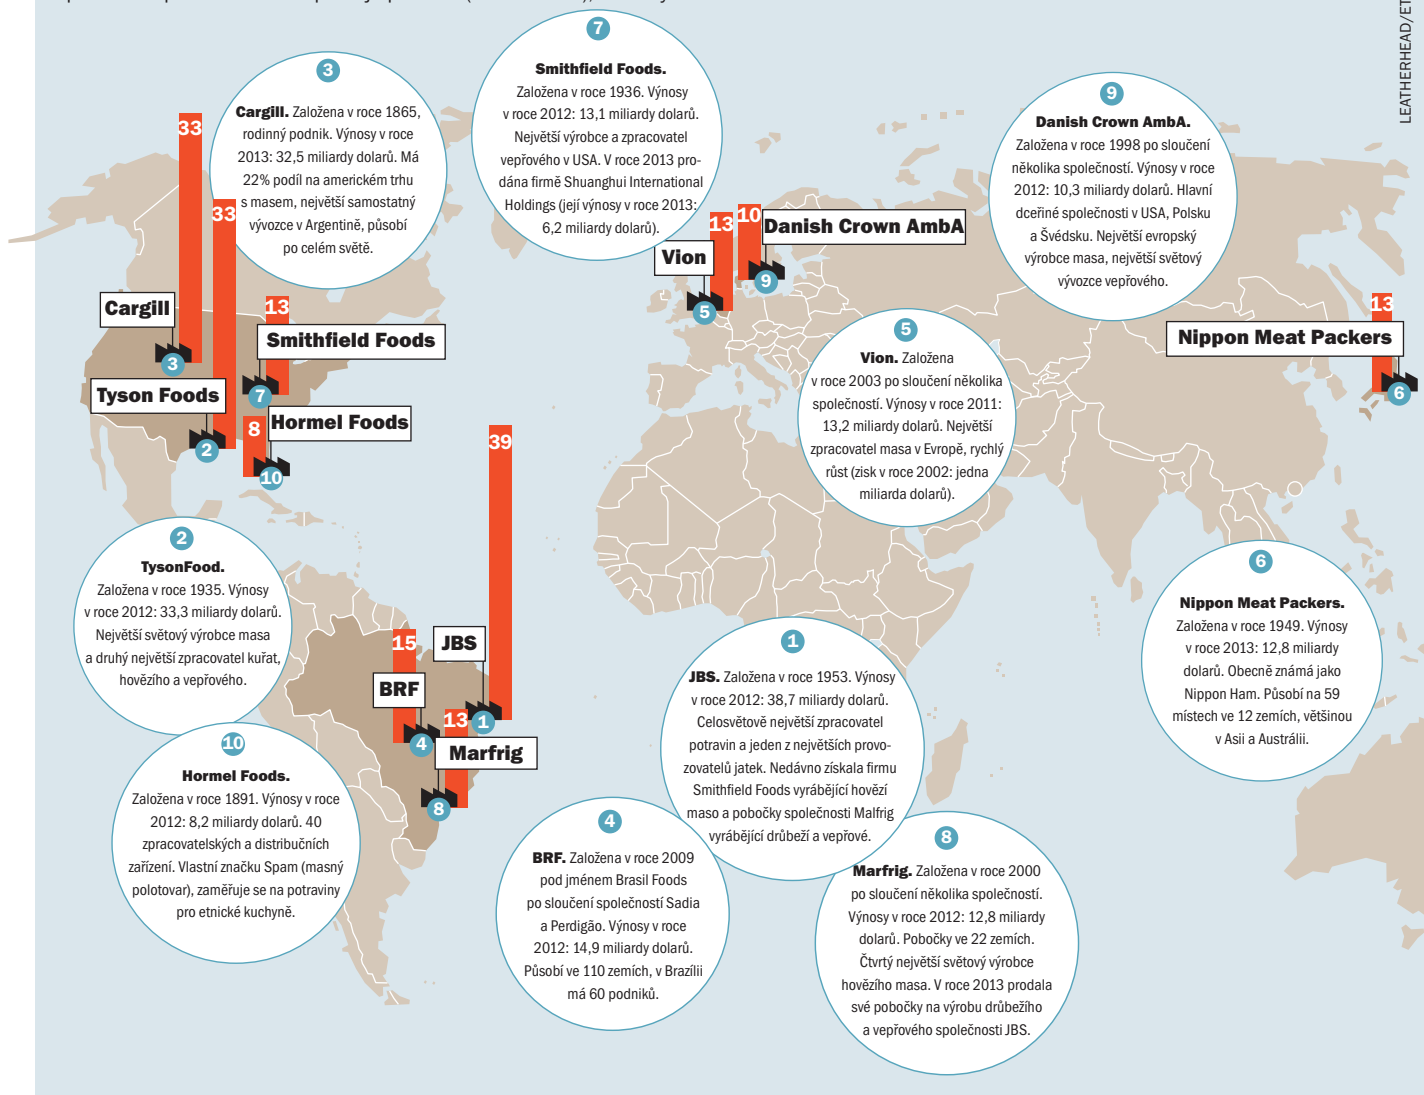 LEATHERHEAD/ET
7
Smithfield Foods.
Založena v roce 1936. Výnosy
v roce 2012: 13,1 miliardy dolarů.
Největší výrobce a zpracovatel
vepřového v USA. V roce 2013 pro-
dána firmě Shuanghui International
Holdings (její výnosy v roce 2013:
6,2 miliardy dolarů).
3
Cargill. Založena v roce 1865,
rodinný podnik. Výnosy v roce
2013: 32,5 miliardy dolarů. Má
22% podíl na americkém trhu
s masem, největší samostatný
vývozce v Argentině, působí
po celém světě.
9
Danish Crown AmbA.
Založena v roce 1998 po sloučení
několika společností. Výnosy v roce
2012: 10,3 miliardy dolarů. Hlavní
dceřiné společnosti v USA, Polsku
a Švédsku. Největší evropský
výrobce masa, největší světový
vývozce vepřového.
33
33
13
Cargill
3
Smithfield Foods
7
Tyson Foods
2
8
Hormel Foods
10
13
10
Danish Crown AmbA
9
Vion
5
13
Nippon Meat Packers
6
5
Vion. Založena
v roce 2003 po sloučení několika
společností. Výnosy v roce 2011:
13,2 miliardy dolarů. Největší
zpracovatel masa v Evropě, rychlý
růst (zisk v roce 2002: jedna
miliarda dolarů).
39
15
JBS
1
BRF
4
13
Marfrig
8
2
TysonFood.
Založena v roce 1935. Výnosy
v roce 2012: 33,3 miliardy dolarů.
Největší světový výrobce masa
a druhý největší zpracovatel kuřat,
hovězího a vepřového.
6
Nippon Meat Packers.
Založena v roce 1949. Výnosy
v roce 2013: 12,8 miliardy
dolarů. Obecně známá jako
Nippon Ham. Působí na 59
místech ve 12 zemích, většinou
v Asii a Austrálii.
1
JBS. Založena v roce 1953. Výnosy
v roce 2012: 38,7 miliardy dolarů.
Celosvětově největší zpracovatel
potravin a jeden z největších provo-
zovatelů jatek. Nedávno získala firmu
Smithfield Foods vyrábějící hovězí
maso a pobočky společnosti Malfrig
vyrábějící drůbeží a vepřové.
10
Hormel Foods.
Založena v roce 1891. Výnosy v roce
2012: 8,2 miliardy dolarů. 40
zpracovatelských a distribučních
zařízení. Vlastní značku Spam (masný
polotovar), zaměřuje se na potraviny
pro etnické kuchyně.
4
BRF. Založena v roce 2009
pod jménem Brasil Foods
po sloučení společností Sadia
a Perdigão. Výnosy v roce
2012: 14,9 miliardy dolarů.
Působí ve 110 zemích, v Brazílii
má 60 podniků.
8
Marfrig. Založena v roce 2000
po sloučení několika společností.
Výnosy v roce 2012: 12,8 miliardy
dolarů. Pobočky ve 22 zemích.
Čtvrtý největší světový výrobce
hovězího masa. V roce 2013 prodala
své pobočky na výrobu drůbežího
a vepřového společnosti JBS.